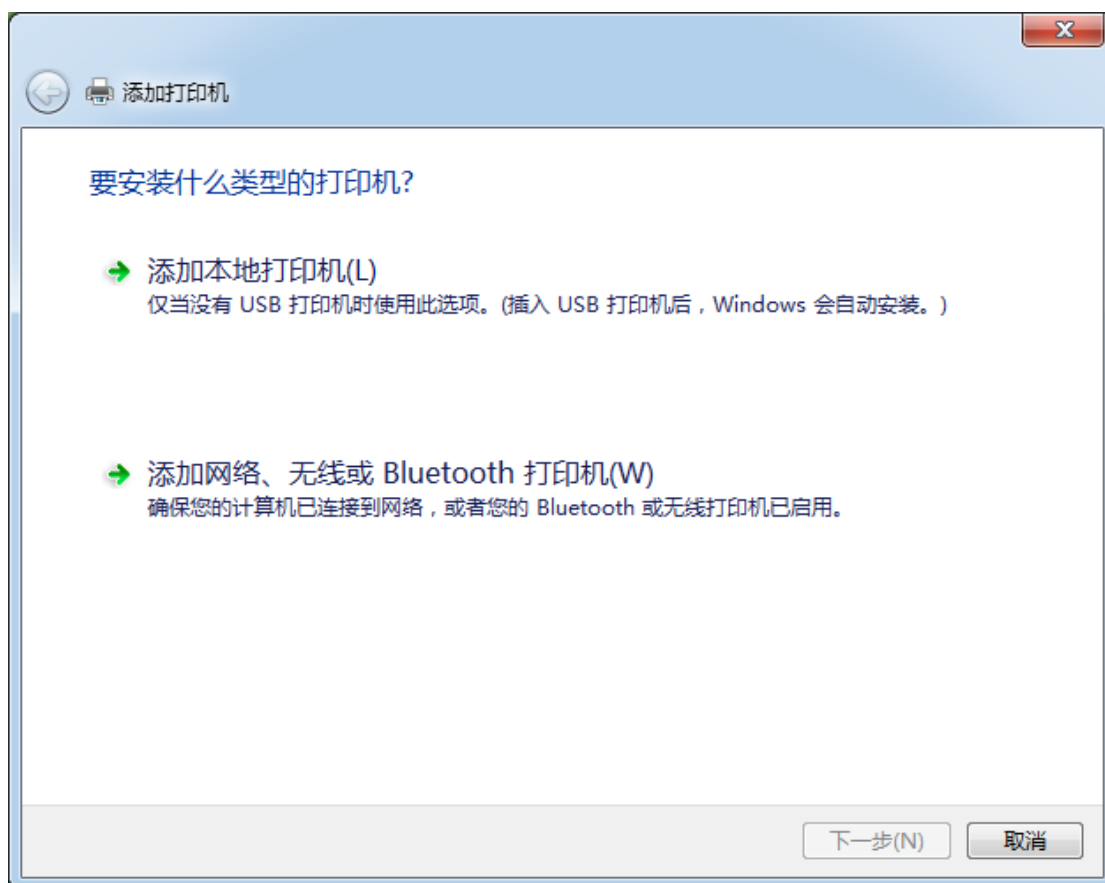 添加打印机
要安装什么类型的打印机?
添加本地打印机(L)
仅当没有 USB 打印机时使用此选项。(插入 USB 打印机后，Windows 会自动安装。)
添加网络、无线或 Bluetooth 打印机(W)
确保您的计算机已连接到网络，或者您的 Bluetooth 或无线打印机已启用。
下一步(N)
取消